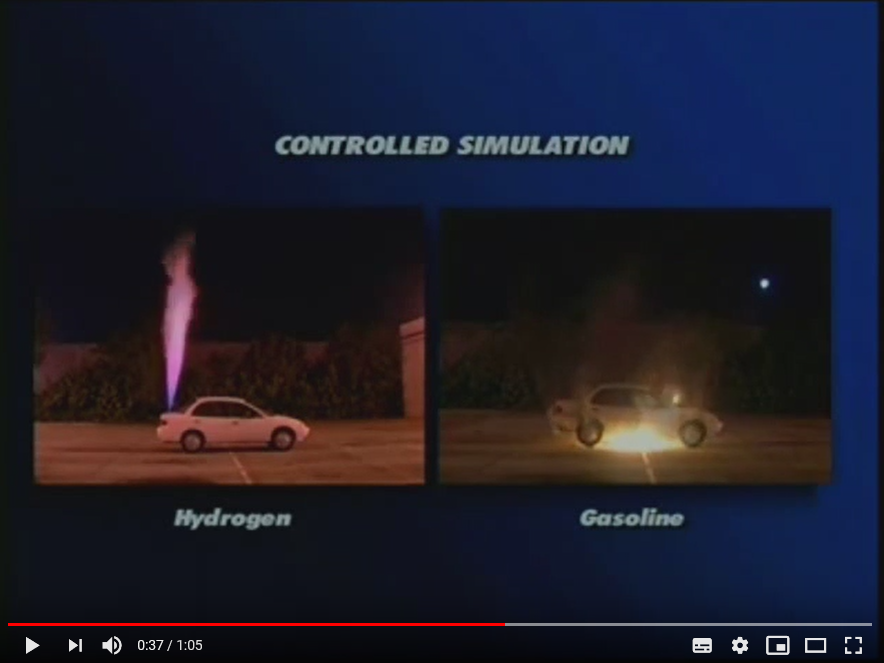 CONTROLLED SIMULATION
Hydrogen
Gasoline
0:37 / 1:05